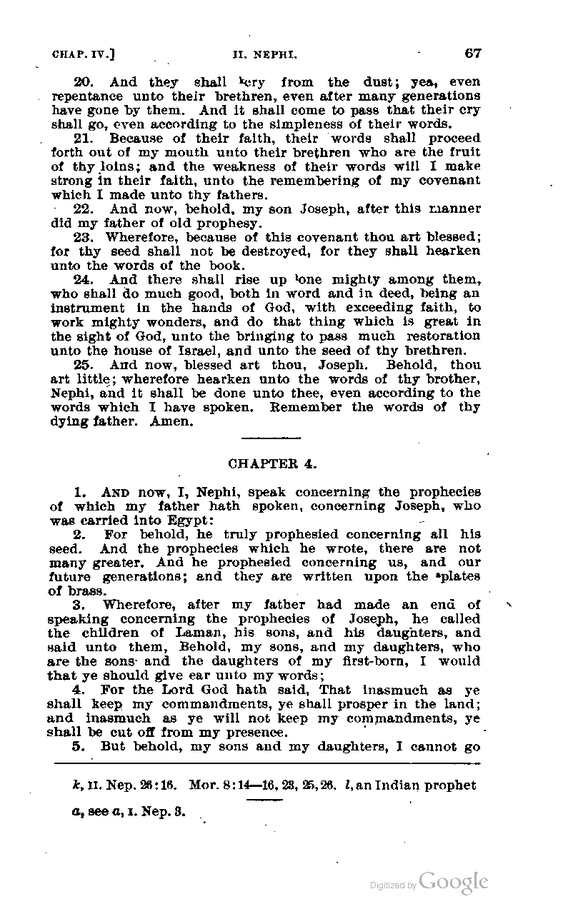 CHAP. IV.] II. NEPHI. 67
20. And they shall ᵏcry from the dust; yea, even
repentance unto their brethren, even after many generations
have gone by them. And it shall come to pass that their cry
shall go, even according to the simpleness of their words.
21. Because of their faith, their words shall proceed
forth out of my mouth unto their brethren who are the fruit
of thy loins; and the weakness of their words will I make
strong in their faith, unto the remembering of my covenant
which I made unto thy fathers.
22. And now, behold, my son Joseph, after this manner
did my father of old prophesy.
23. Wherefore, because of this covenant thou art blessed;
for thy seed shall not be destroyed, for they shall hearken
unto the words of the book.
24. And there shall rise up ˡone mighty among them,
who shall do much good, both in word and in deed, being an
instrument in the hands of God, with exceeding faith, to
work mighty wonders, and do that thing which is great in
the sight of God, unto the bringing to pass much restoration
unto the house of Israel, and unto the seed of thy brethren.
25. And now, blessed art thou, Joseph. Behold, thou
art little; wherefore hearken unto the words of thy brother,
Nephi, and it shall be done unto thee, even according to the
words which I have spoken. Remember the words of thy
dying father. Amen.
CHAPTER 4.
1. AND now, I, Nephi, speak concerning the prophecies
of which my father hath spoken, concerning Joseph, who
was carried into Egypt:
2. For behold, he truly prophesied concerning all his
seed. And the prophecies which he wrote, there are not
many greater. And he prophesied concerning us, and our
future generations; and they are written upon the ᵃplates
of brass.
3. Wherefore, after my father had made an end of
speaking concerning the prophecies of Joseph, he called
the children of Laman, his sons, and his daughters, and
said unto them, Behold, my sons, and my daughters, who
are the sons and the daughters of my first-born, I would
that ye should give ear unto my words;
4. For the Lord God hath said, That inasmuch as ye
shall keep my commandments, ye shall prosper in the land;
and inasmuch as ye will not keep my commandments, ye
shall be cut off from my presence.
5. But behold, my sons and my daughters, I cannot go
k, II. Nep. 26:16. Mor. 8:14—16, 23, 25, 26. l, an Indian prophet
a, see a, I. Nep. 3.
Digitized by Google